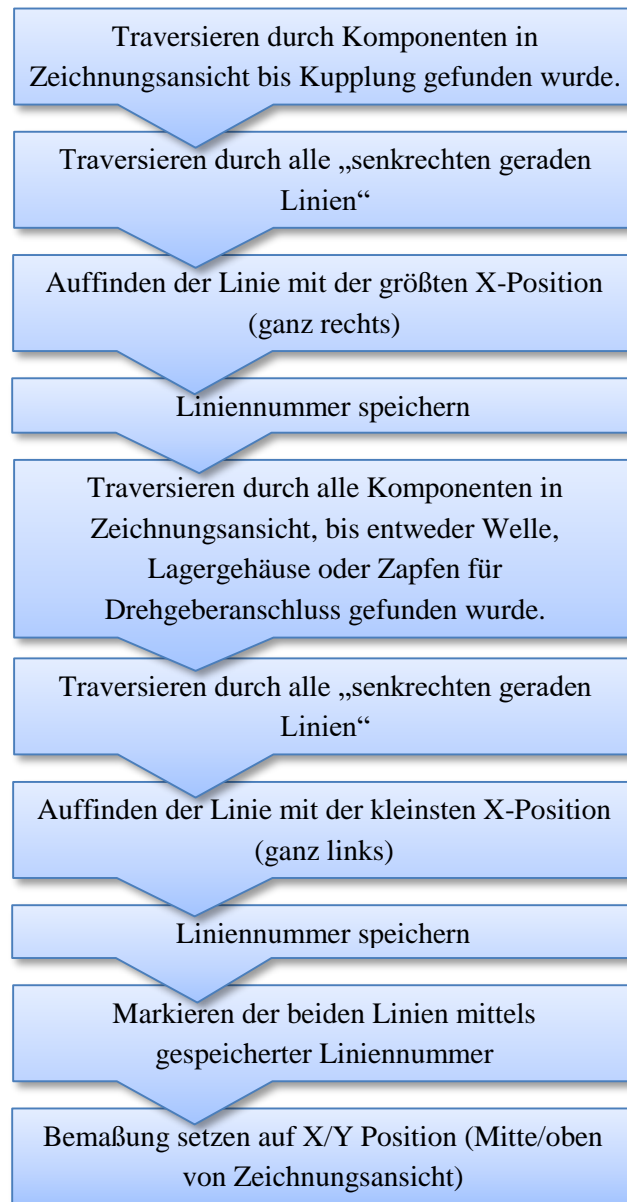 Traversieren durch Komponenten in
Zeichnungsansicht bis Kupplung gefunden wurde.
Traversieren durch alle „senkrechten geraden
Linien“
Auffinden der Linie mit der größten X-Position
(ganz rechts)
Liniennummer speichern
Traversieren durch alle Komponenten in
Zeichnungsansicht, bis entweder Welle,
Lagergehäuse oder Zapfen für
Drehgeberanschluss gefunden wurde.
Traversieren durch alle „senkrechten geraden
Linien“
Auffinden der Linie mit der kleinsten X-Position
(ganz links)
Liniennummer speichern
Markieren der beiden Linien mittels
gespeicherter Liniennummer
Bemaßung setzen auf X/Y Position (Mitte/oben
von Zeichnungsansicht)